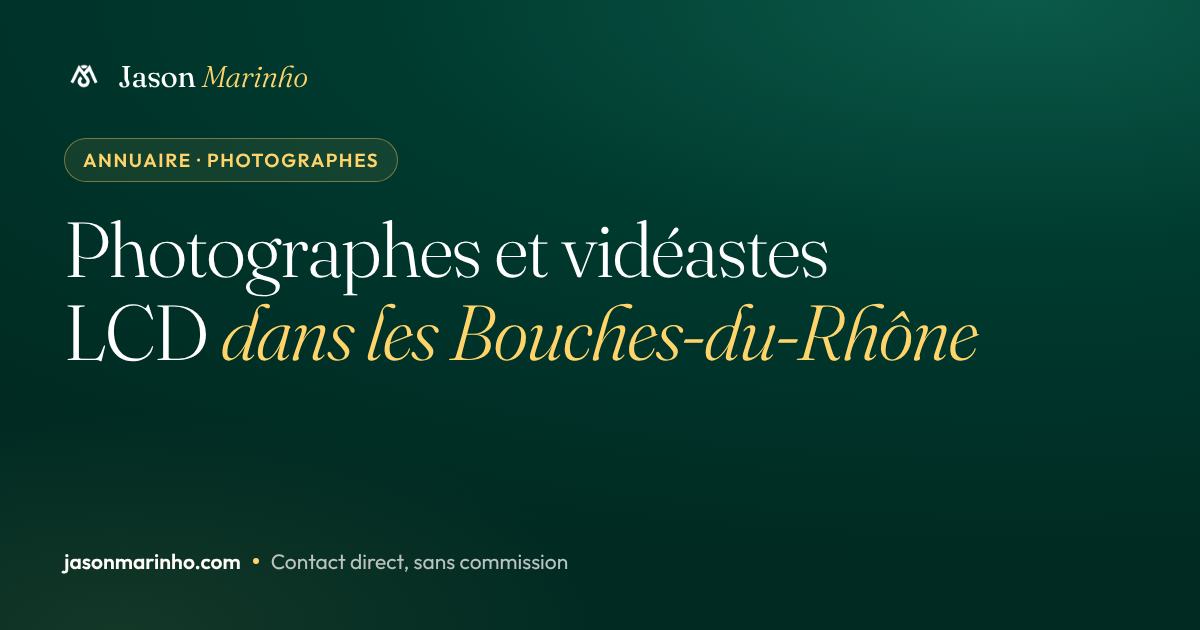 Jason Marinho
ANNUAIRE · PHOTOGRAPHES
Photographes et vidéastes
LCD dans les Bouches-du-Rhône
jasonmarinho.com • Contact direct, sans commission